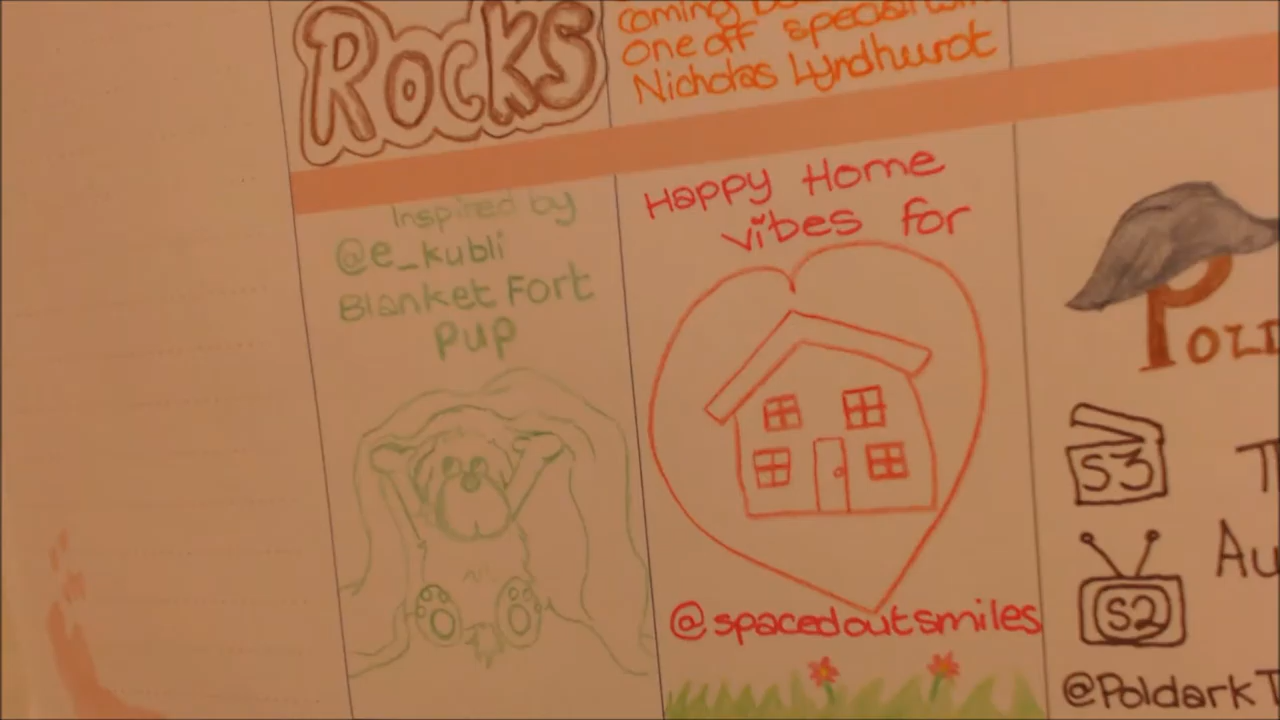 Rocks
one off special with
Nicholas Lyndhurst
Inspired by
@e_kubli
Blanket Fort
Pup
Happy Home
vibes for
@spacedoutsmiles
S3
S2